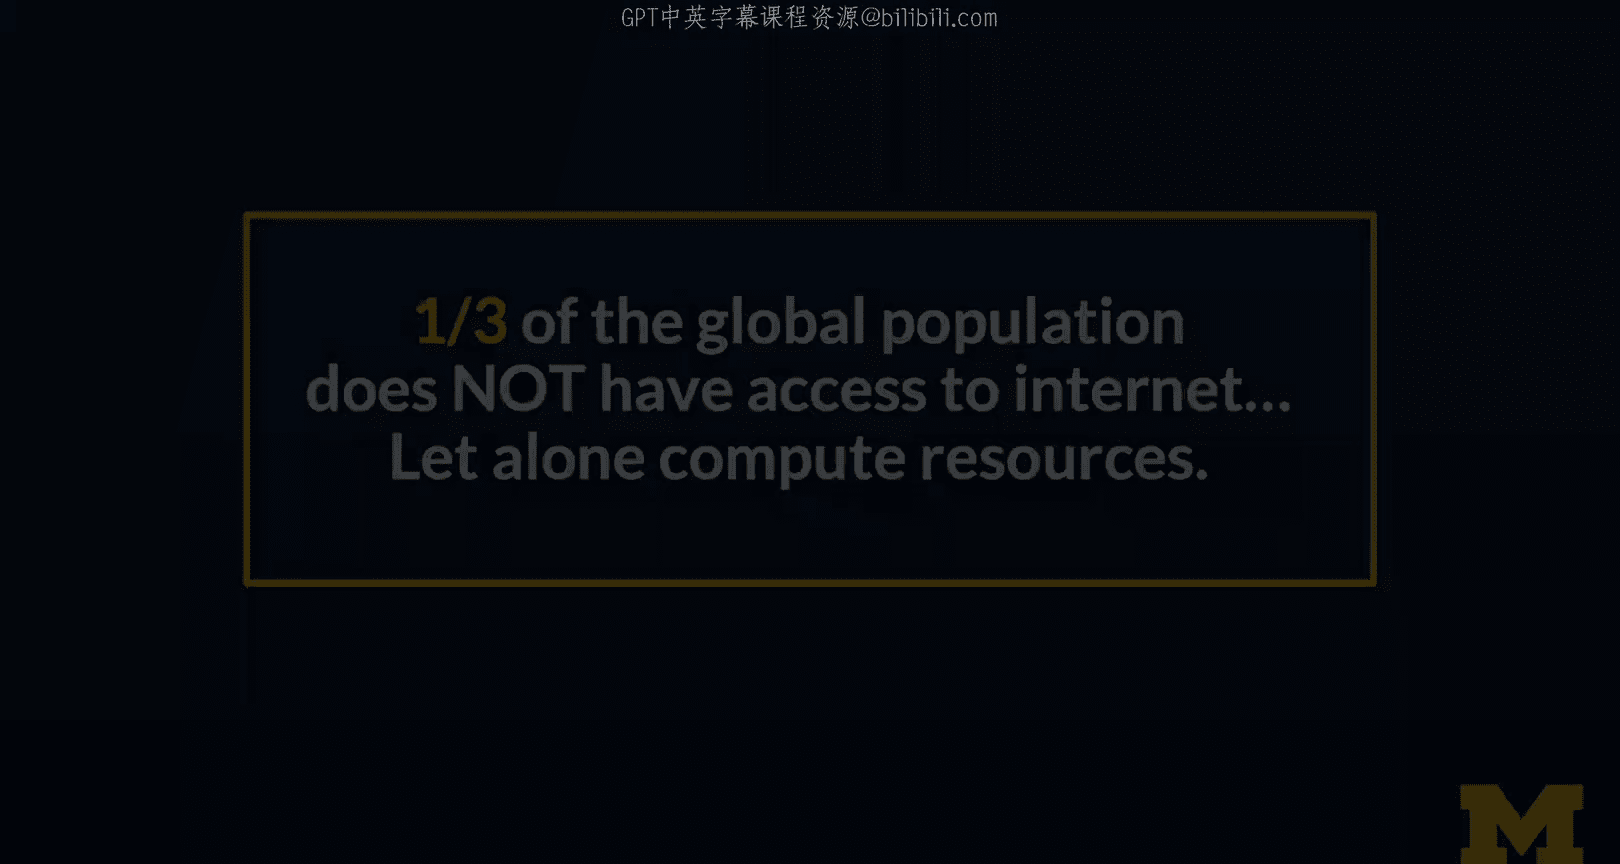 GPT中英字幕课程资源@bilibili.com
1/3 of the global population
does NOT have access to internet...
Let alone compute resources.
M